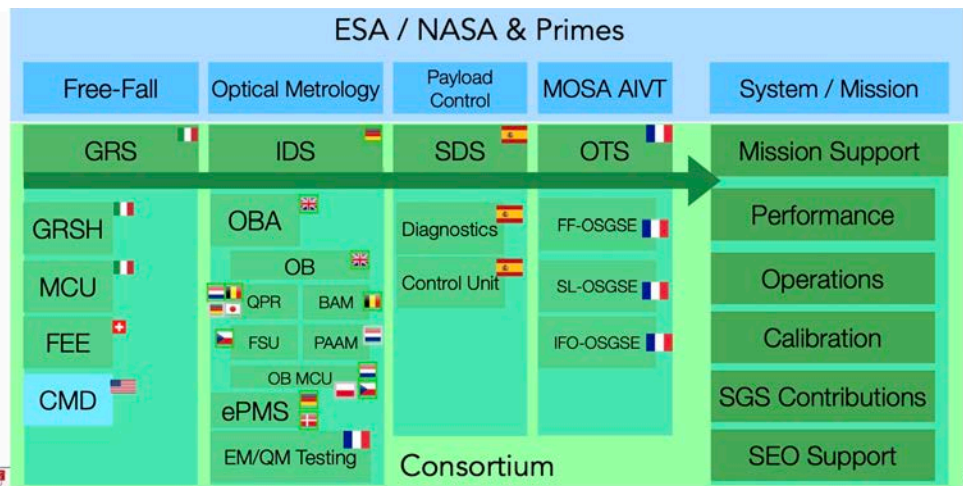 ESA / NASA & Primes
Free-Fall
Optical Metrology
Payload
Control
MOSA AIVT
System / Mission
GRS
IDS
SDS
OTS
Mission Support
GRSH
OBA
Diagnostics
FF-OSGSE
Performance
OB
MCU
QPR
BAM
Control Unit
SL-OSGSE
Operations
FEE
FSU
PAAM
IFO-OSGSE
Calibration
OB MCU
CMD
ePMS
SGS Contributions
EM/QM Testing
SEO Support
Consortium